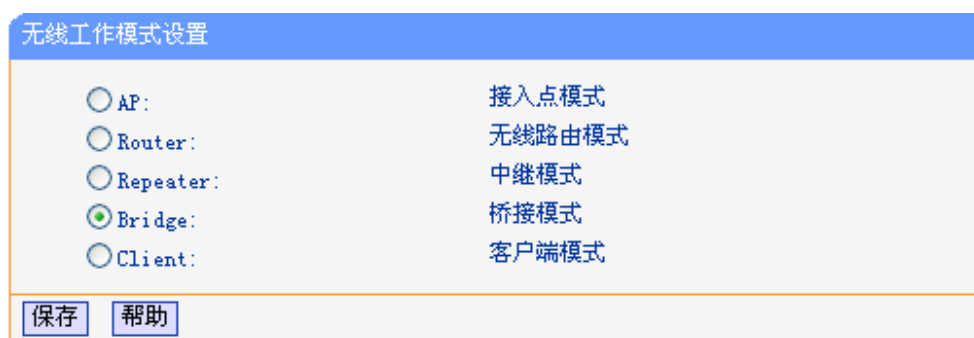 无线工作模式设置
AP: 接入点模式
Router: 无线路由模式
Repeater: 中继模式
Bridge: 桥接模式
Client: 客户端模式
保存 帮助